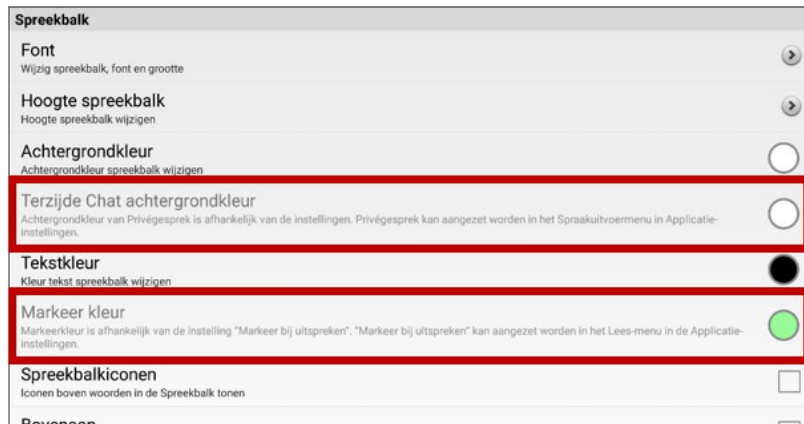 Spreekbalk
Font
Wijzig spreekbalk, font en grootte
Hoogte spreekbalk
Hoogte spreekbalk wijzigen
Achtergrondkleur
Achtergrondkleur spreekbalk wijzigen
Terzijde Chat achtergrondkleur
Achtergrondkleur van Privégesprek is afhankelijk van de instellingen. Privégesprek kan aangezet worden in het Spraakuitvoermenu in Applicatie-
instellingen.
Tekstkleur
Kleur tekst spreekbalk wijzigen
Markeer kleur
Markeerkleur is afhankelijk van de instelling "Markeer bij uitspreken". "Markeer bij uitspreken" kan aangezet worden in het Lees-menu in de Applicatie-
instellingen.
Spreekbalkiconen
Iconen boven woorden in de Spreekbalk tonen
Bovenaan